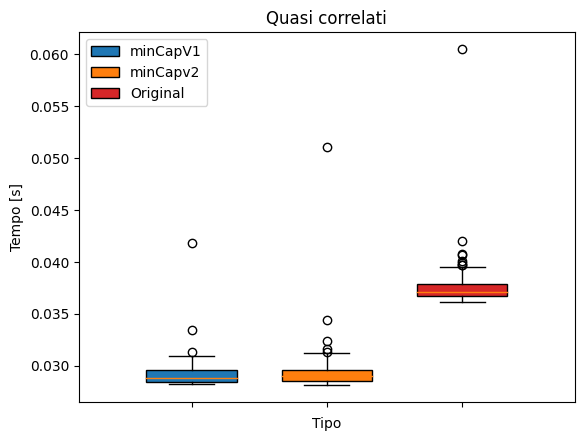 Quasi correlati
minCapV1
minCapv2
Original
0.060
0.055
0.050
0.045
0.040
0.035
0.030
Tempo [s]
Tipo